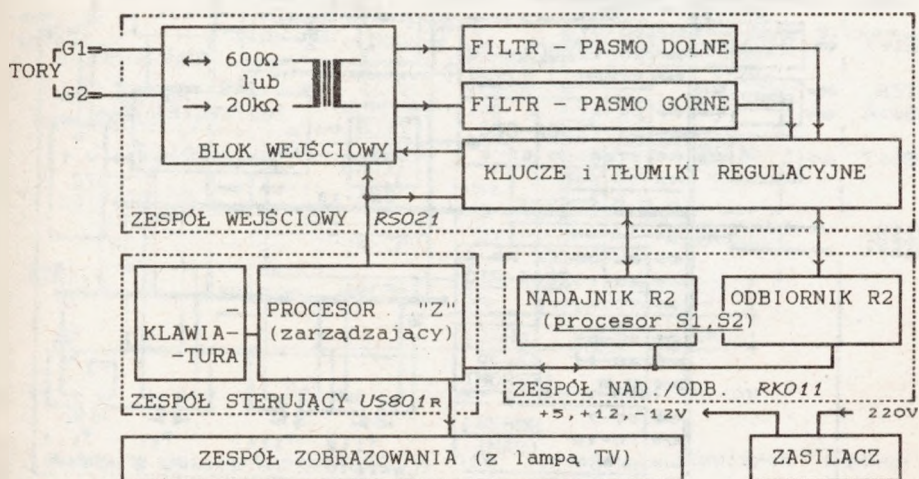 G1
TORY
G2
↔ 600Ω
lub
→ 20kΩ
BLOK WEJŚCIOWY
FILTR - PASMO DOLNE
FILTR - PASMO GÓRNE
KLUCZE i TŁUMIKI REGULACYJNE
ZESPÓŁ WEJŚCIOWY RS021
-
KLAWIA-
-TURA
PROCESOR "Z"
(zarządzający)
ZESPÓŁ STERUJĄCY US801R
NADAJNIK R2
(procesor S1,S2)
ODBIORNIK R2
ZESPÓŁ NAD./ODB. RK011
+5,+12,-12V
220V
ZESPÓŁ ZOBRAZOWANIA (z lampą TV)
ZASILACZ